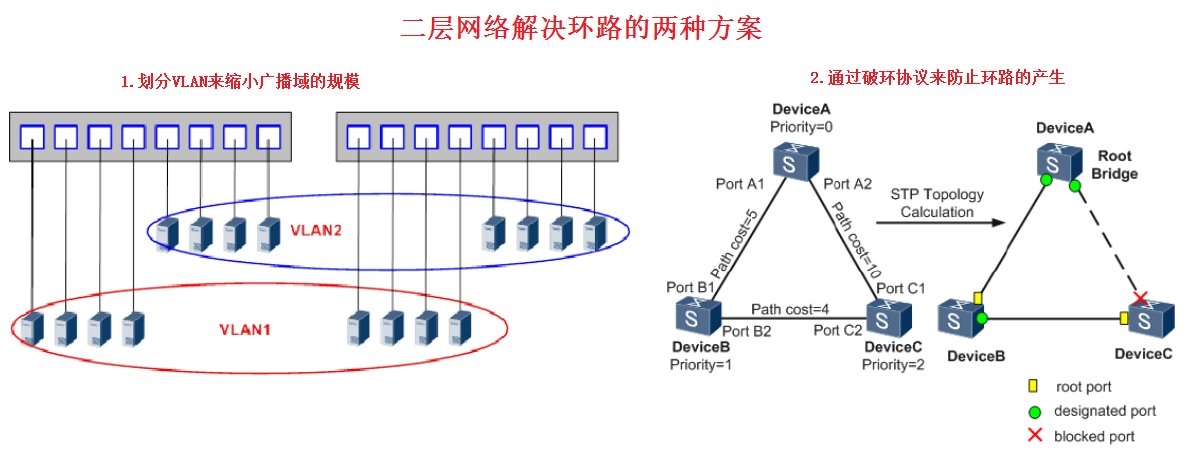 二层网络解决环路的两种方案
1.划分VLAN来缩小广播域的规模
VLAN2
VLAN1
2.通过破环协议来防止环路的产生
DeviceA
Priority=0
S
Port A1
Port A2
Path cost=5
Path cost=10
Port B1
Port C1
S
Path cost=4
S
Port B2
Port C2
DeviceB
Priority=1
DeviceC
Priority=2
STP Topology
Calculation
DeviceA
S
Root
Bridge
S
S
DeviceB
DeviceC
root port
designated port
blocked port